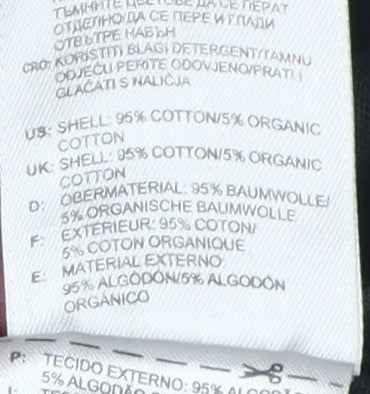 ТЪМНИТЕ ЦВЕТОВЕ ДА СЕ ПЕРАТ
ОТДЕЛНО/ДА СЕ ПЕРЕ И ГЛАДИ
ОТВЪТРЕ НАВЪН
CRO: KORISTITI BLAGI DETERGENT/TAMNU
ODJEĆU PERITE ODOVJENO/PRATI I
GLAČATI S NALIČJA
US: SHELL: 95% COTTON/5% ORGANIC
COTTON
UK: SHELL: 95% COTTON/5% ORGANIC
COTTON
D: OBERMATERIAL: 95% BAUMWOLLE/
5% ORGANISCHE BAUMWOLLE
F: EXTÉRIEUR: 95% COTON/
5% COTON ORGANIQUE
E: MATERIAL EXTERNO:
95% ALGODÓN/5% ALGODÓN
ORGÁNICO
P: TECIDO EXTERNO: 95% ALGOD
5% ALGODÃO